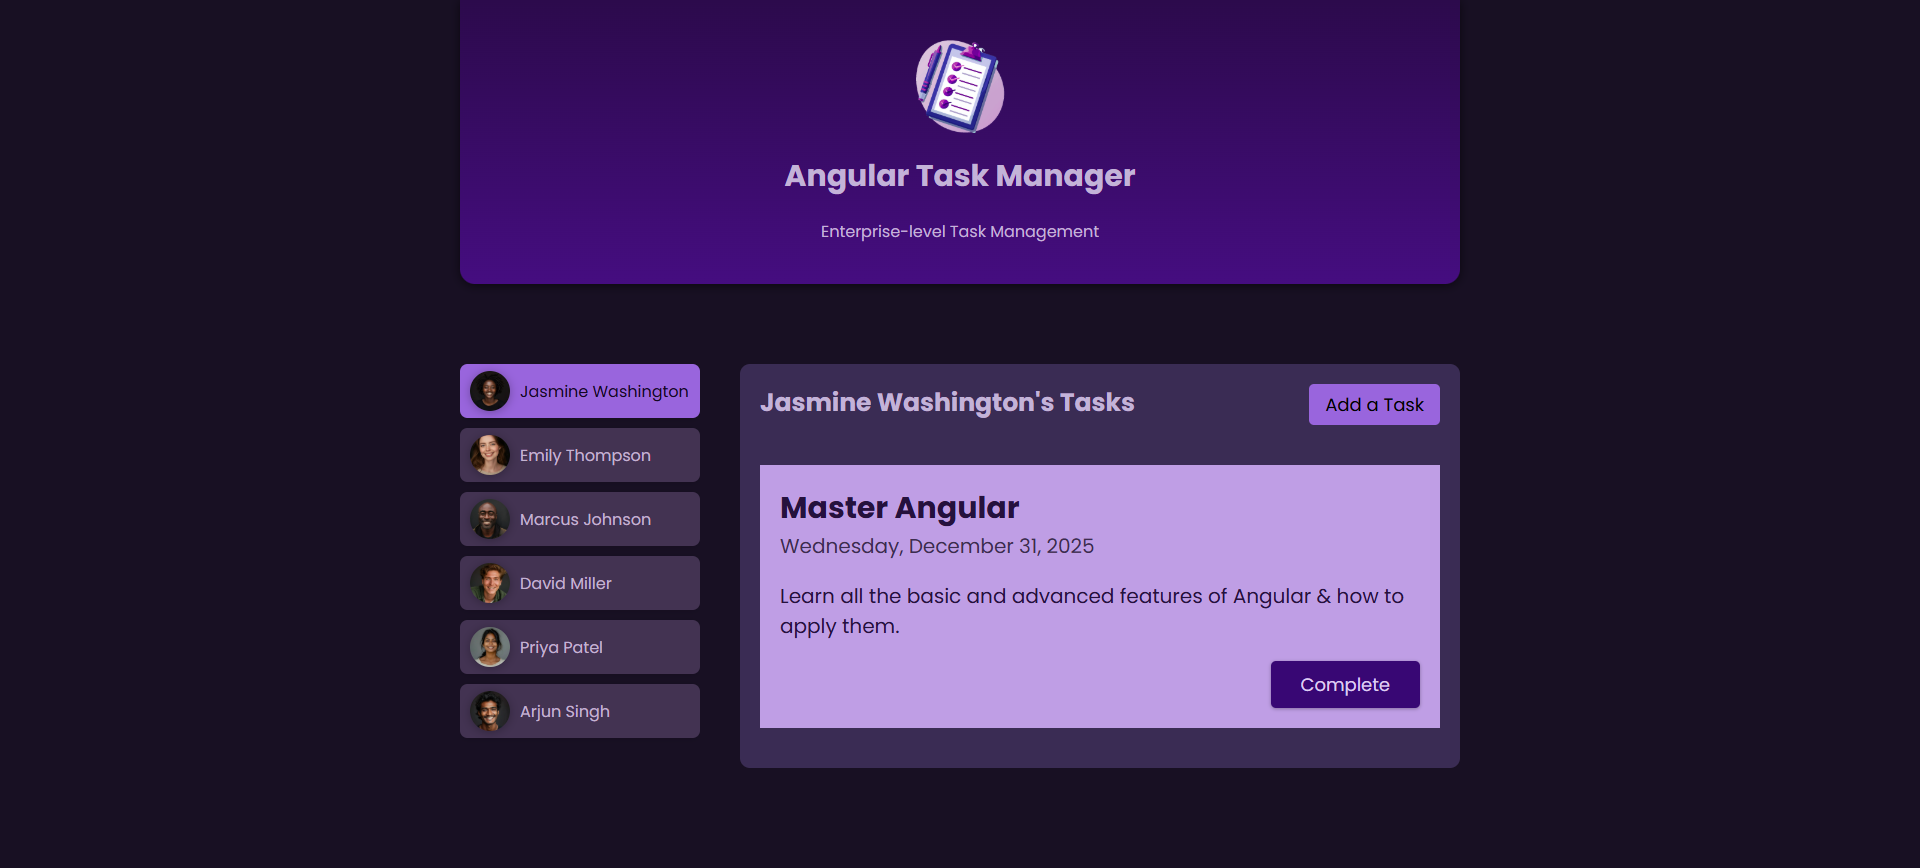 Angular Task Manager
Enterprise-level Task Management
Jasmine Washington
Emily Thompson
Marcus Johnson
David Miller
Priya Patel
Arjun Singh
Jasmine Washington's Tasks
Add a Task
Master Angular
Wednesday, December 31, 2025
Learn all the basic and advanced features of Angular & how to
apply them.
Complete